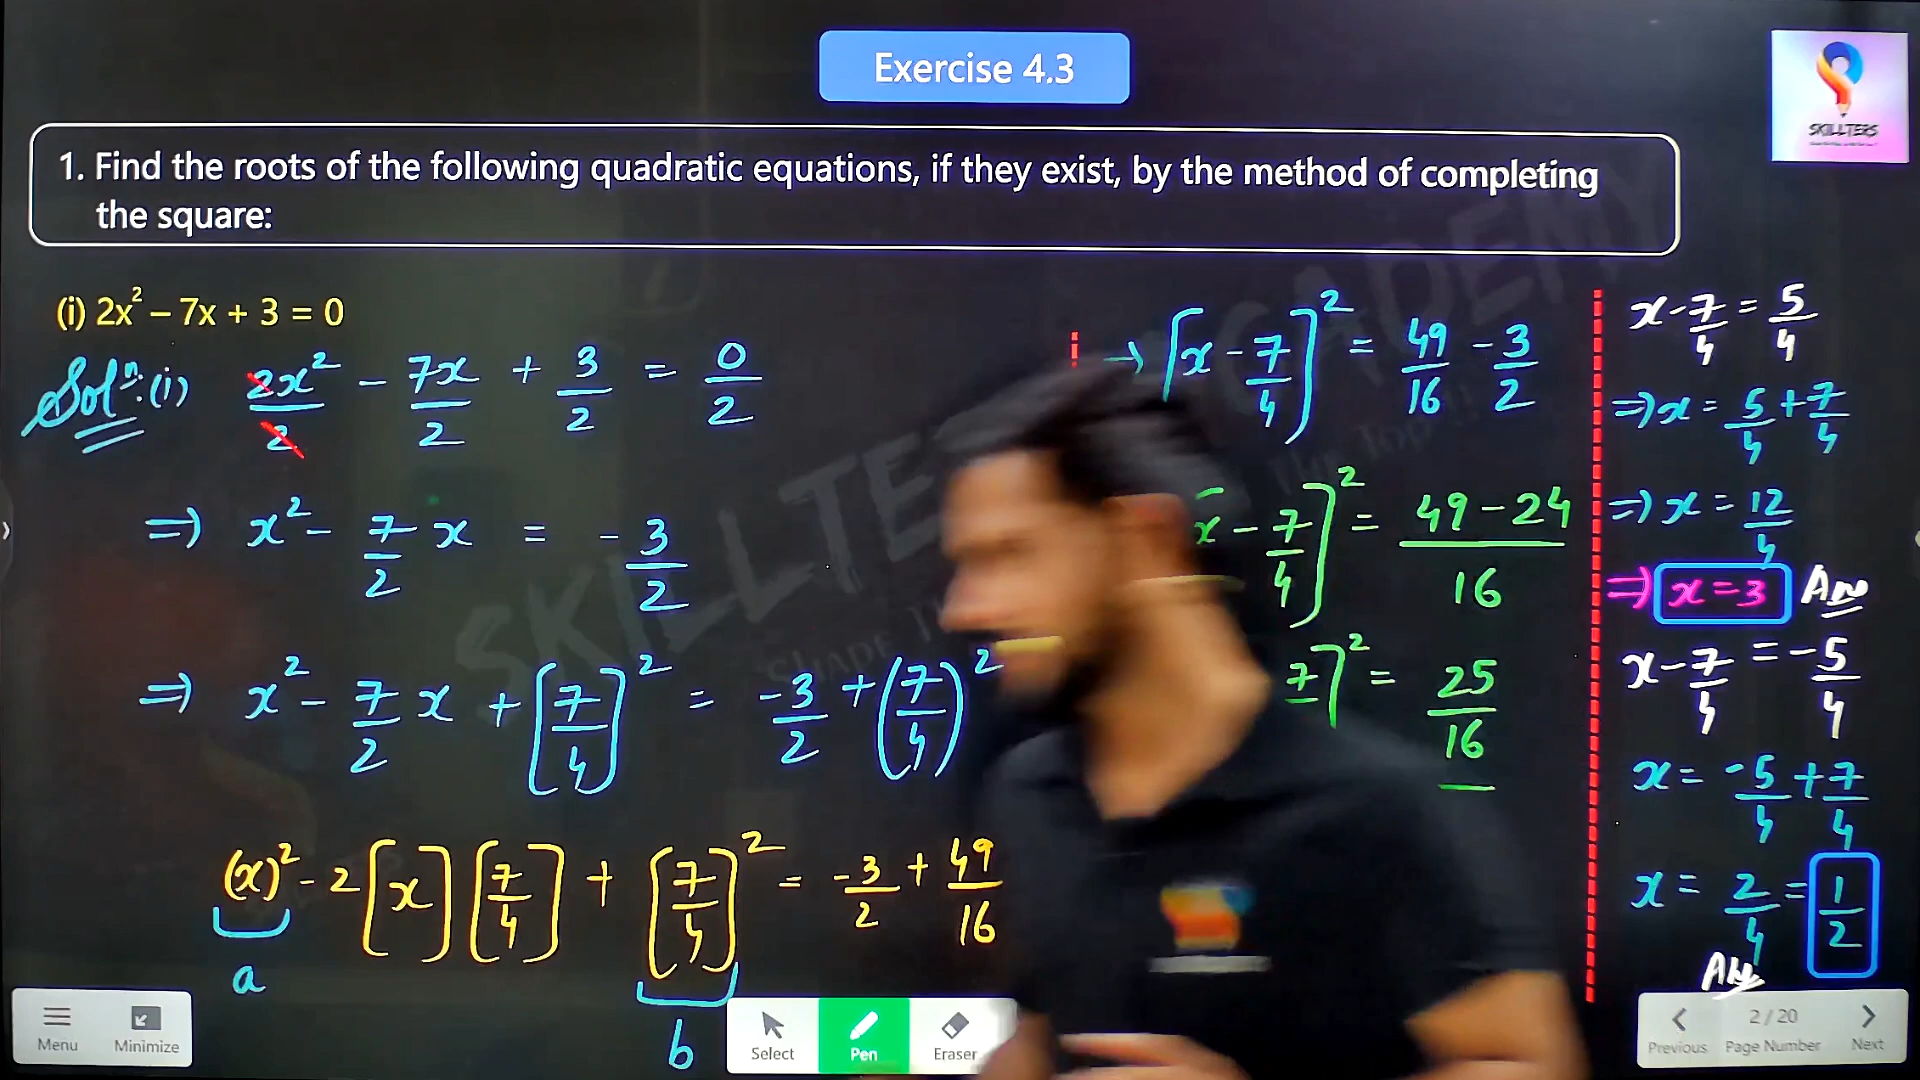 Exercise 4.3
SKILLTERS
1. Find the roots of the following quadratic equations, if they exist, by the method of completing
the square:
(i) 2x² – 7x + 3 = 0
Solⁿ:(i) 2x²/2 - 7x/2 + 3/2 = 0/2
=) x² - 7/2 x = -3/2
=) x² - 7/2 x + [7/4]² = -3/2 + (7/4)²
(x)² - 2[x][7/4] + [7/4]² = -3/2 + 49/16
a
b
→ [x - 7/4]² = 49/16 - 3/2
x - 7/4]² = 49-24/16
7]² = 25/16
x - 7/4 = 5/4
=) x = 5/4 + 7/4
=) x = 12/4
=) x = 3 Ans
x - 7/4 = -5/4
x = -5/4 + 7/4
x = 2/4 = 1/2
Ans
SKILLTERS ACADEMY
Menu
Minimize
Select
Pen
Eraser
2 / 20
Previous
Page Number
Next